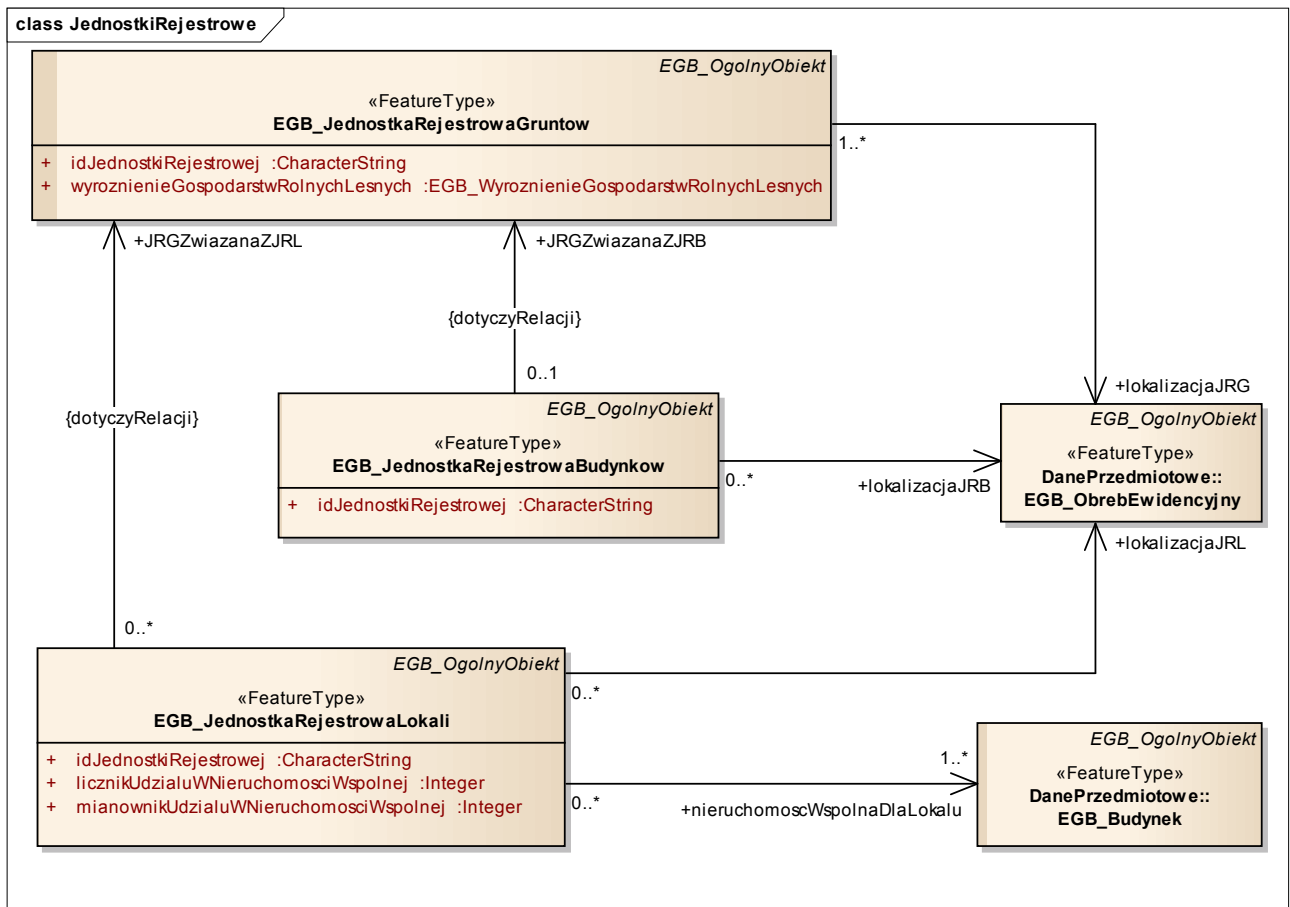 class JednostkiRejestrowe
EGB_OgolnyObiekt
«FeatureType»
EGB_JednostkaRejestrowaGruntow
+ idJednostkiRejestrowej :CharacterString
+ wyroznienieGospodarstwRolnychLesnych :EGB_WyroznienieGospodarstwRolnychLesnych
1..*
+JRGZwiazanaZJRL
+JRGZwiazanaZJRB
{dotyczyRelacji}
0..1
{dotyczyRelacji}
+lokalizacjaJRG
EGB_OgolnyObiekt
«FeatureType»
EGB_JednostkaRejestrowaBudynkow
+ idJednostkiRejestrowej :CharacterString
0..*
+lokalizacjaJRB
EGB_OgolnyObiekt
«FeatureType»
DanePrzedmiotowe::
EGB_ObrebEwidencyjny
+lokalizacjaJRL
0..*
EGB_OgolnyObiekt
«FeatureType»
EGB_JednostkaRejestrowaLokali
+ idJednostkiRejestrowej :CharacterString
+ licznikUdzialuWNieruchomosciWspolnej :Integer
+ mianownikUdzialuWNieruchomosciWspolnej :Integer
0..*
0..*
1..*
+nieruchomoscWspolnaDlaLokalu
EGB_OgolnyObiekt
«FeatureType»
DanePrzedmiotowe::
EGB_Budynek